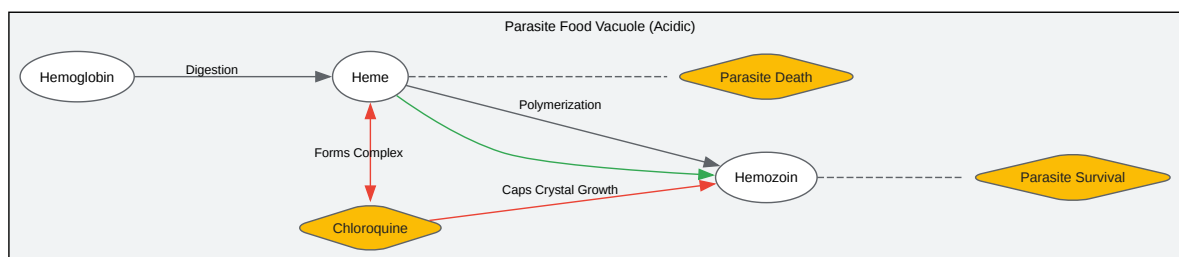 Parasite Food Vacuole (Acidic)
Hemoglobin
Digestion
Heme
Parasite Death
Polymerization
Forms Complex
Hemozoin
Parasite Survival
Caps Crystal Growth
Chloroquine